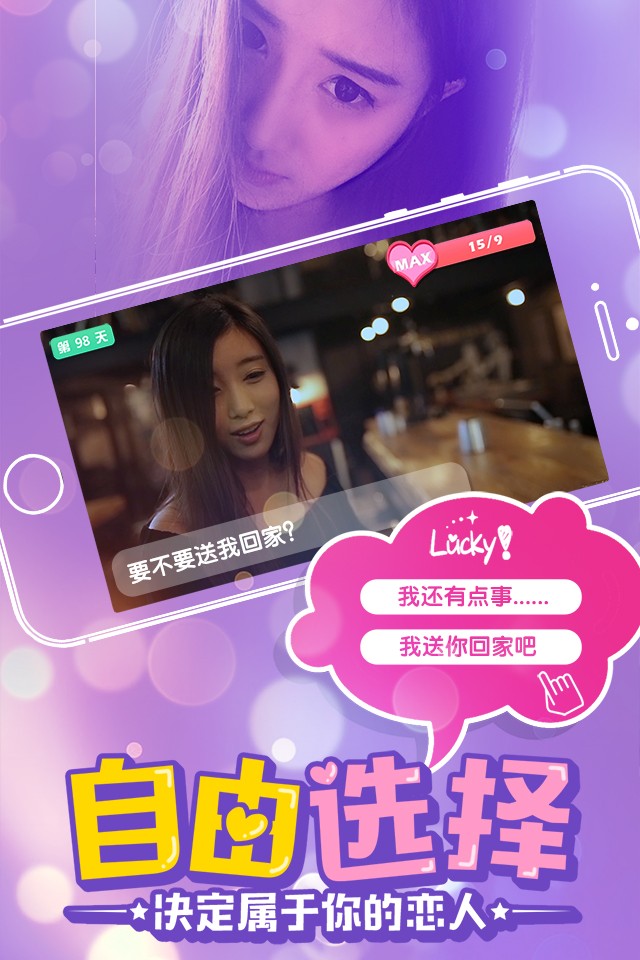 MAX 15/9
第 98 天
要不要送我回家?
Lucky!
我还有点事......
我送你回家吧
自由选择
决定属于你的恋人